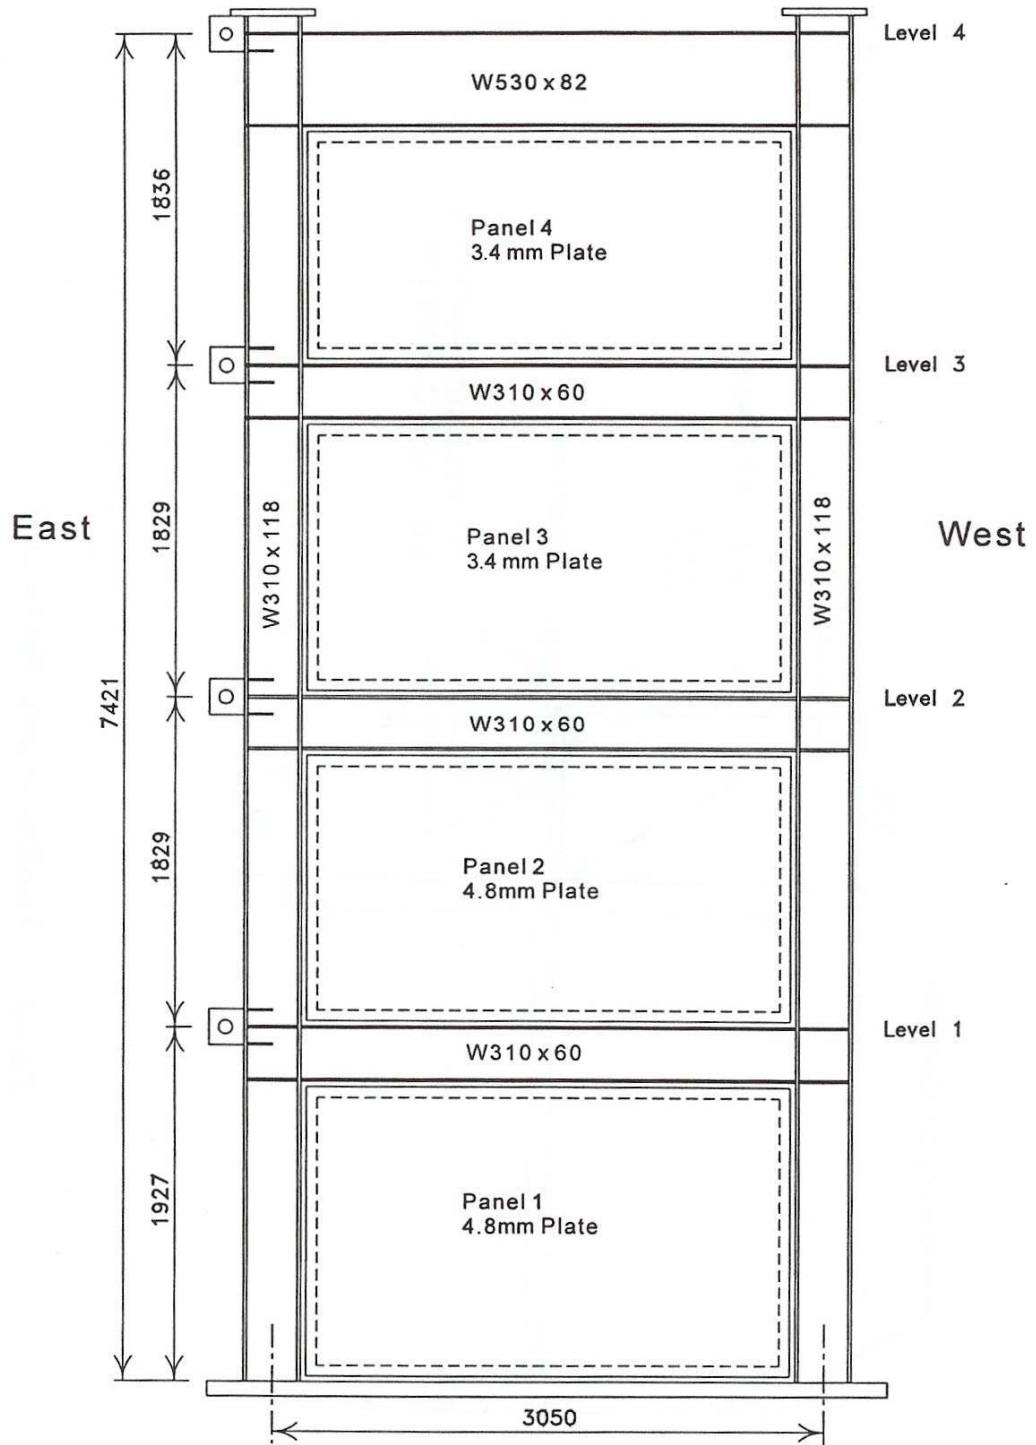 Level 4
W530 x 82
1836
Panel 4
3.4 mm Plate
Level 3
W310 x 60
East
1829
W310 x 118
Panel 3
3.4 mm Plate
W310 x 118
West
7421
Level 2
W310 x 60
1829
Panel 2
4.8mm Plate
Level 1
W310 x 60
1927
Panel 1
4.8mm Plate
3050